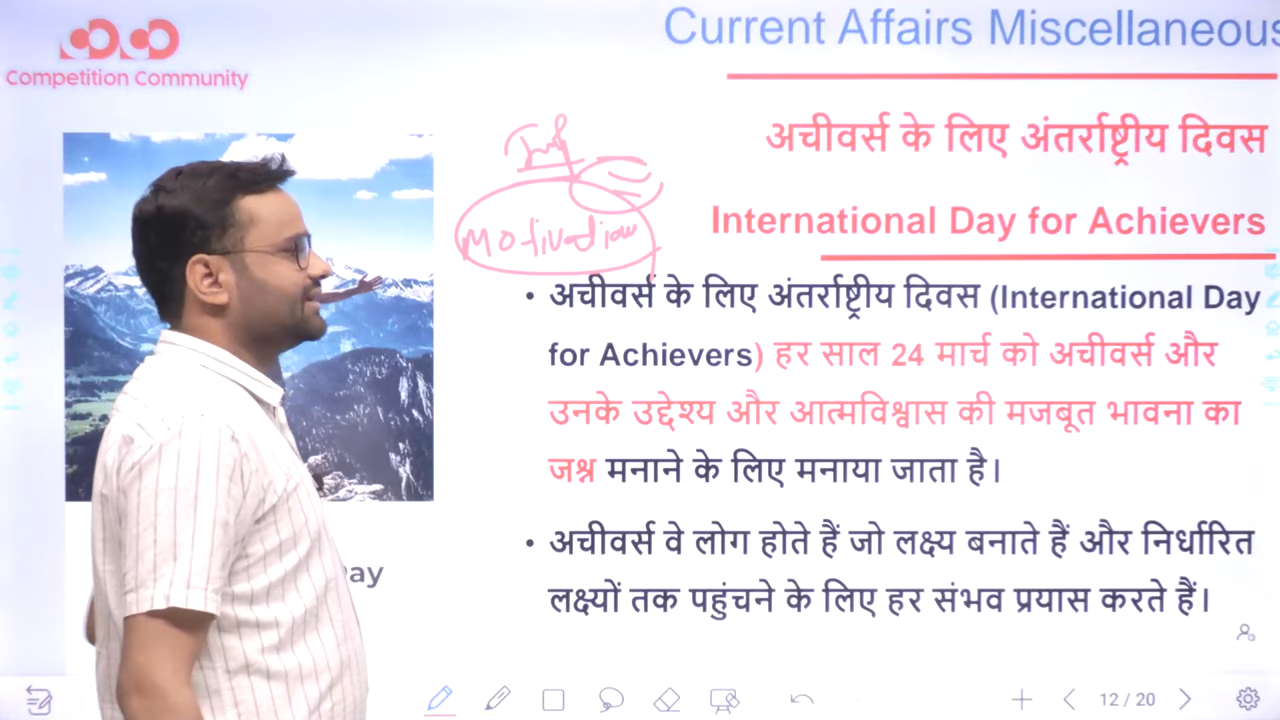 Competition Community
Current Affairs Miscellaneous
अचीवर्स के लिए अंतर्राष्ट्रीय दिवस
International Day for Achievers
Motivation
• अचीवर्स के लिए अंतर्राष्ट्रीय दिवस (International Day
for Achievers) हर साल 24 मार्च को अचीवर्स और
उनके उद्देश्य और आत्मविश्वास की मजबूत भावना का
जश्न मनाने के लिए मनाया जाता है।
• अचीवर्स वे लोग होते हैं जो लक्ष्य बनाते हैं और निर्धारित
लक्ष्यों तक पहुंचने के लिए हर संभव प्रयास करते हैं।
12 / 20